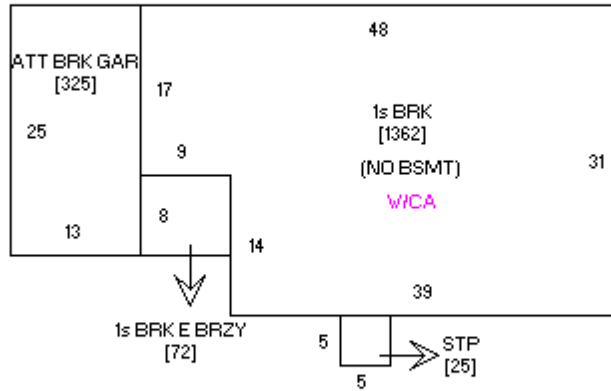 48
ATT BRK GAR
[325]
17
1s BRK
[1362]
25
9
31
(NO BSMT)
W/CA
8
13
14
39
1s BRK E BRZY
[72]
5
STP
[25]
5